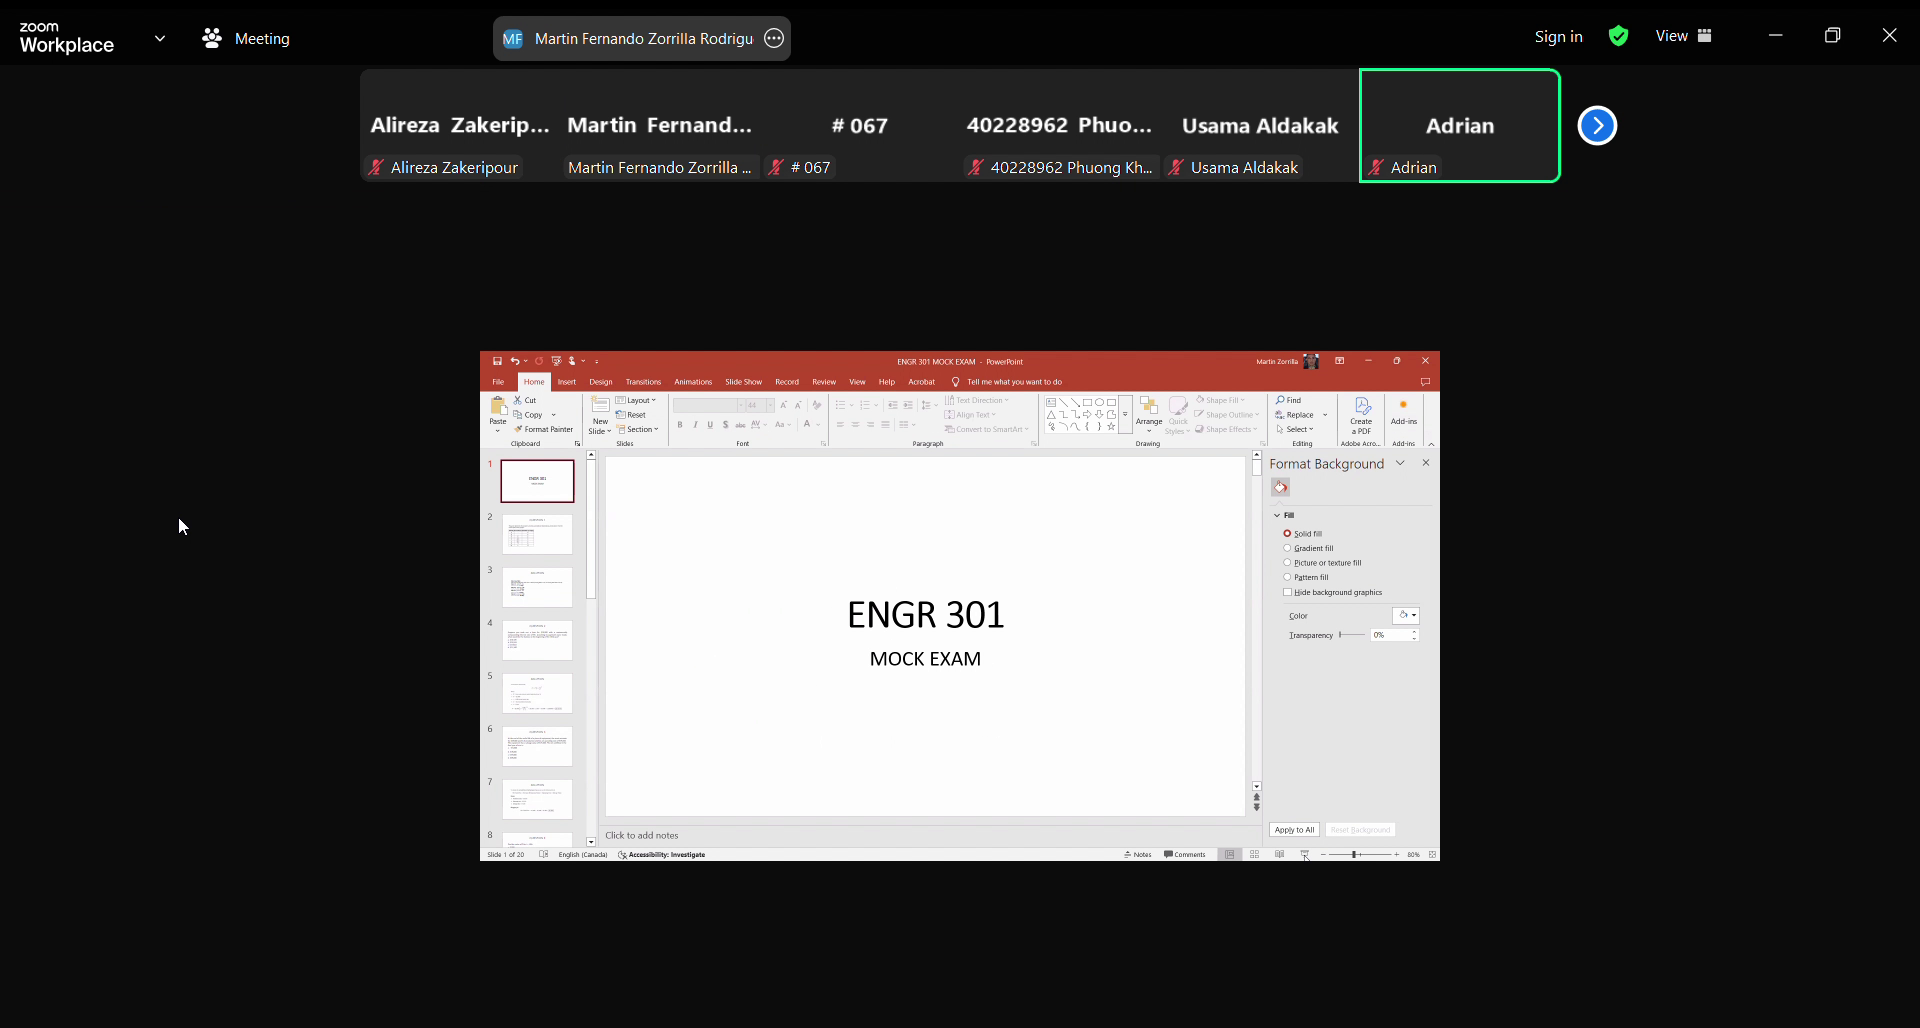 zoom
Workplace
Meeting
MF Martin Fernando Zorrilla Rodrigu
Sign in
View
Alireza Zakerip...
Martin Fernand...
# 067
40228962 Phuo...
Usama Aldakak
Adrian
Alireza Zakeripour
Martin Fernando Zorrilla ...
# 067
40228962 Phuong Kh...
Usama Aldakak
Adrian
ENGR 301 MOCK EXAM - PowerPoint
Martin Zorrilla
File Home Insert Design Transitions Animations Slide Show Record Review View Help Acrobat Tell me what you want to do
Paste
Cut
Copy
Format Painter
Clipboard
New
Slide
Layout
Reset
Section
Slides
44
B I U S abc AV Aa A
Font
Text Direction
Align Text
Convert to SmartArt
Paragraph
Arrange
Quick
Styles
Shape Fill
Shape Outline
Shape Effects
Drawing
Find
Replace
Select
Editing
Create
a PDF
Adobe Acro...
Add-ins
Add-ins
1
ENGR 301
2
3
4
5
6
7
8
ENGR 301
MOCK EXAM
Click to add notes
Format Background
Fill
Solid fill
Gradient fill
Picture or texture fill
Pattern fill
Hide background graphics
Color
Transparency
0%
Apply to All
Reset Background
Slide 1 of 20
English (Canada)
Accessibility: Investigate
Notes
Comments
80%